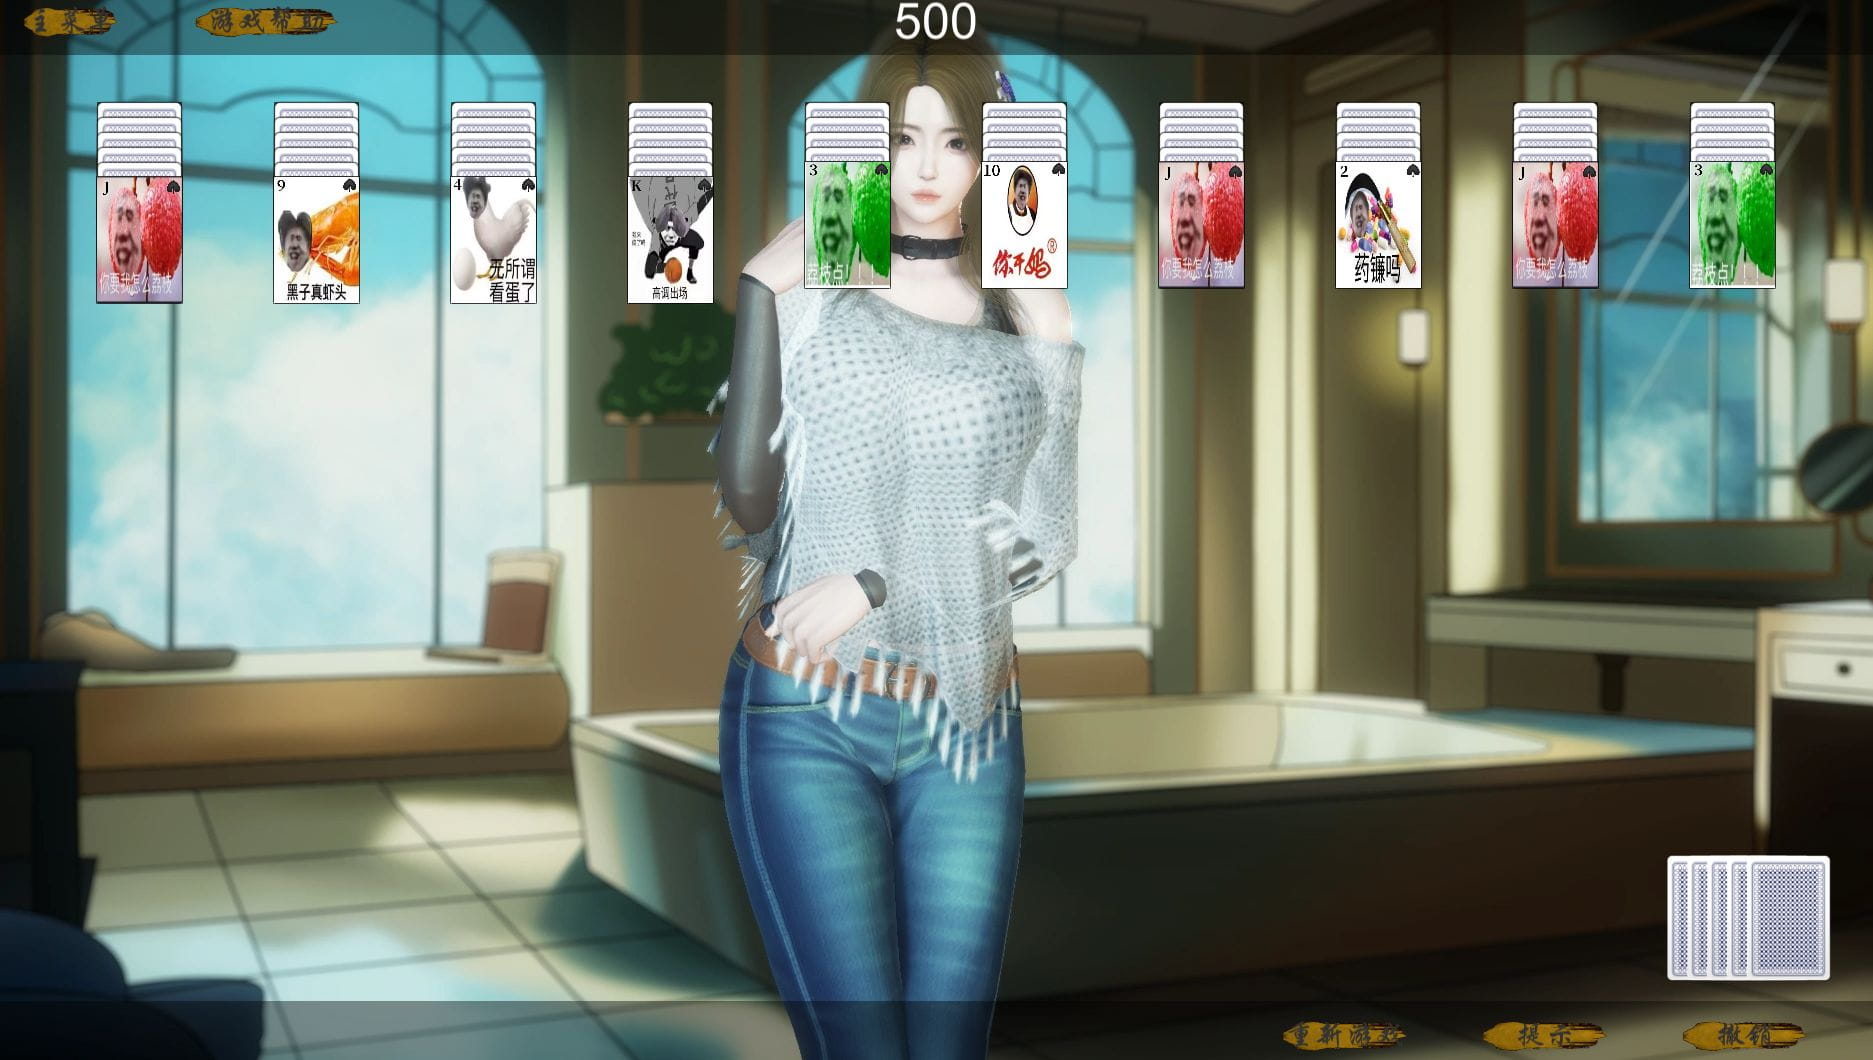 主菜单
游戏帮助
500
J
你要我怎么荔枝
9
黑子真虾头
4
无所谓
看蛋了
K
高洱出场
3
荔枝点！！！
10
你干妈®
J
你要我怎么荔枝
2
药镰吗
J
你要我怎么荔枝
3
荔枝点！！！
重新游戏
提示
撤销